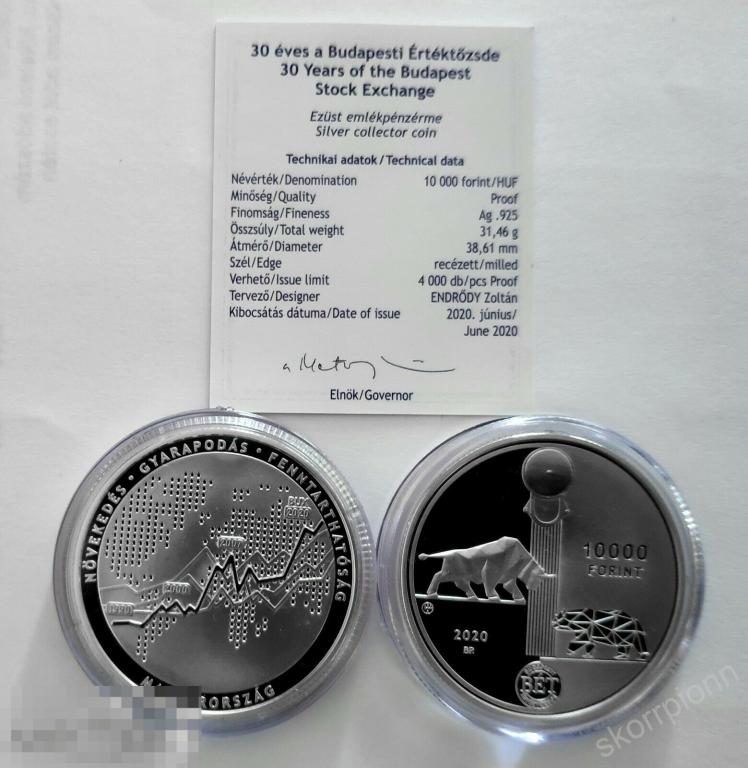 30 éves a Budapesti Értéktőzsde
30 Years of the Budapest
Stock Exchange
Ezüst emlékpénzérme
Silver collector coin
Technikai adatok/Technical data
Névérték/Denomination 10 000 forint/HUF
Minőség/Quality Proof
Finomság/Fineness Ag .925
Összsúly/Total weight 31,46 g
Átmérő/Diameter 38,61 mm
Szél/Edge recézett/milled
Verhető/Issue limit 4 000 db/pcs Proof
Tervező/Designer ENDRŐDY Zoltán
Kibocsátás dátuma/Date of issue 2020. június/
June 2020
Elnök/Governor
NÖVEKEDÉS · GYARAPODÁS · FENNTARTHATÓSÁG
BUX
2020
2000
1990
10000
FORINT
2020
BP.
BÉT
skorrpionn